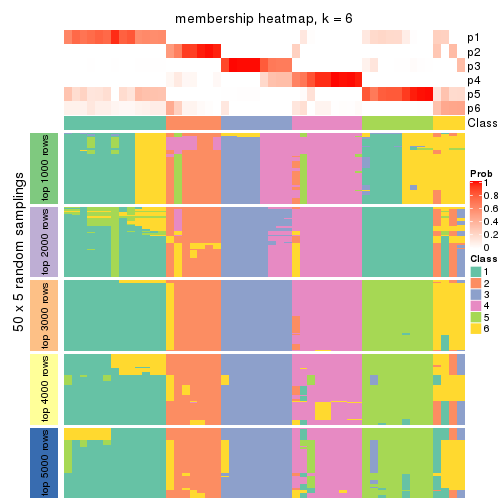 membership heatmap, k = 6
p1
p2
p3
p4
p5
p6
Class
50 x 5 random samplings
top 1000 rows
top 2000 rows
top 3000 rows
top 4000 rows
top 5000 rows
Prob
1
0.8
0.6
0.4
0.2
0
Class
1
2
3
4
5
6